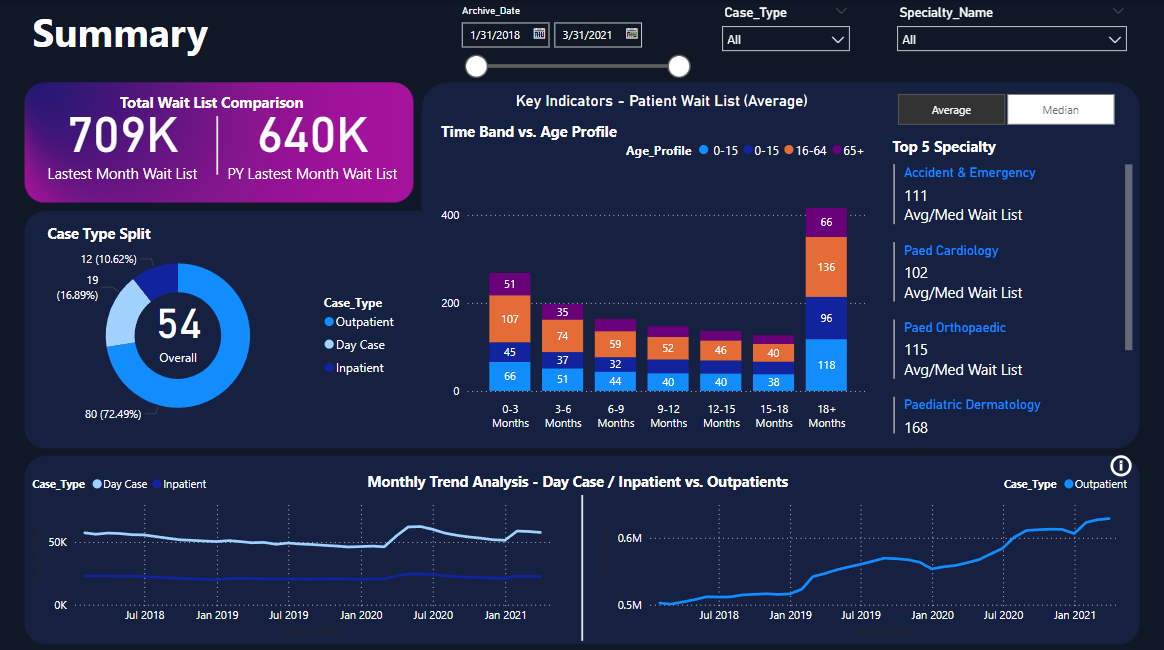 Summary
Archive_Date
1/31/2018
3/31/2021
Case_Type
All
Specialty_Name
All
Total Wait List Comparison
709K
Lastest Month Wait List
640K
PY Lastest Month Wait List
Key Indicators - Patient Wait List (Average)
Average
Median
Time Band vs. Age Profile
Age_Profile 0-15 0-15 16-64 65+
400
200
0
51
107
45
66
35
74
37
51
59
32
44
52
40
46
40
40
38
66
136
96
118
0-3
Months
3-6
Months
6-9
Months
9-12
Months
12-15
Months
15-18
Months
18+
Months
Top 5 Specialty
Accident & Emergency
111
Avg/Med Wait List
Paed Cardiology
102
Avg/Med Wait List
Paed Orthopaedic
115
Avg/Med Wait List
Paediatric Dermatology
168
Case Type Split
12 (10.62%)
19
(16.89%)
54
Overall
80 (72.49%)
Case_Type
Outpatient
Day Case
Inpatient
Monthly Trend Analysis - Day Case / Inpatient vs. Outpatients
Case_Type Day Case Inpatient
50K
0K
Jul 2018 Jan 2019 Jul 2019 Jan 2020 Jul 2020 Jan 2021
Case_Type Outpatient
0.6M
0.5M
Jul 2018 Jan 2019 Jul 2019 Jan 2020 Jul 2020 Jan 2021